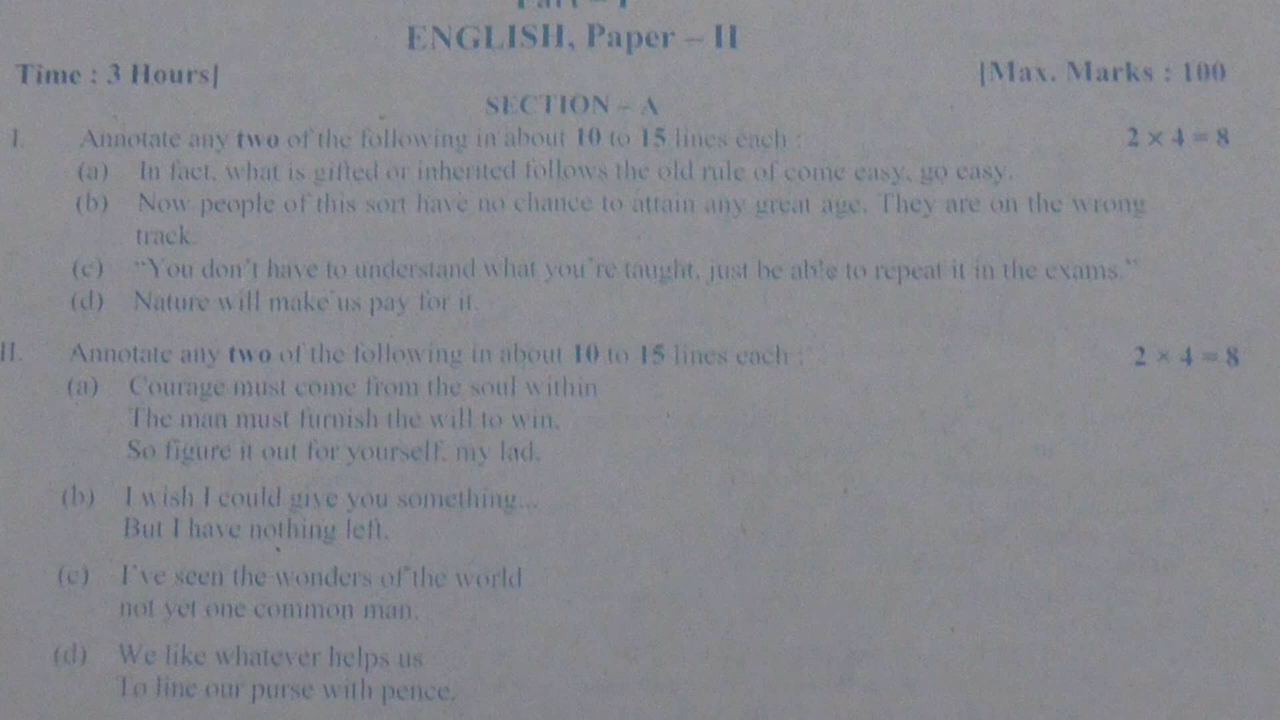 Part – I
ENGLISH, Paper – II
Time : 3 Hours] [Max. Marks : 100
SECTION – A
I. Annotate any two of the following in about 10 to 15 lines each : 2 × 4 = 8
(a) In fact, what is gifted or inherited follows the old rule of come easy, go easy.
(b) Now people of this sort have no chance to attain any great age. They are on the wrong
track.
(c) “You don’t have to understand what you’re taught, just be able to repeat it in the exams.”
(d) Nature will make us pay for it.
II. Annotate any two of the following in about 10 to 15 lines each : 2 × 4 = 8
(a) Courage must come from the soul within
The man must furnish the will to win.
So figure it out for yourself, my lad.
(b) I wish I could give you something...
But I have nothing left.
(c) I’ve seen the wonders of the world
not yet one common man.
(d) We like whatever helps us
To line our purse with pence.